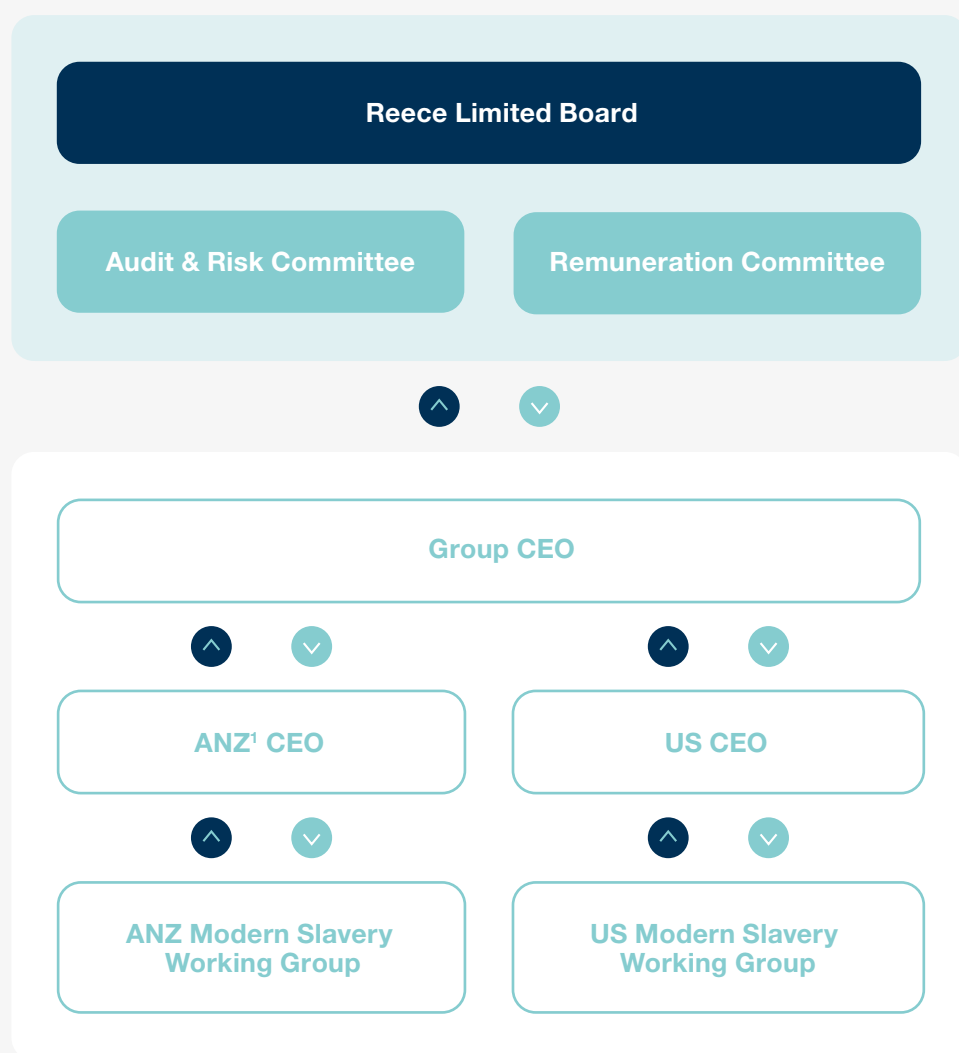 Reece Limited Board
Audit & Risk Committee
Remuneration Committee
Group CEO
ANZ¹ CEO
US CEO
ANZ Modern Slavery
Working Group
US Modern Slavery
Working Group